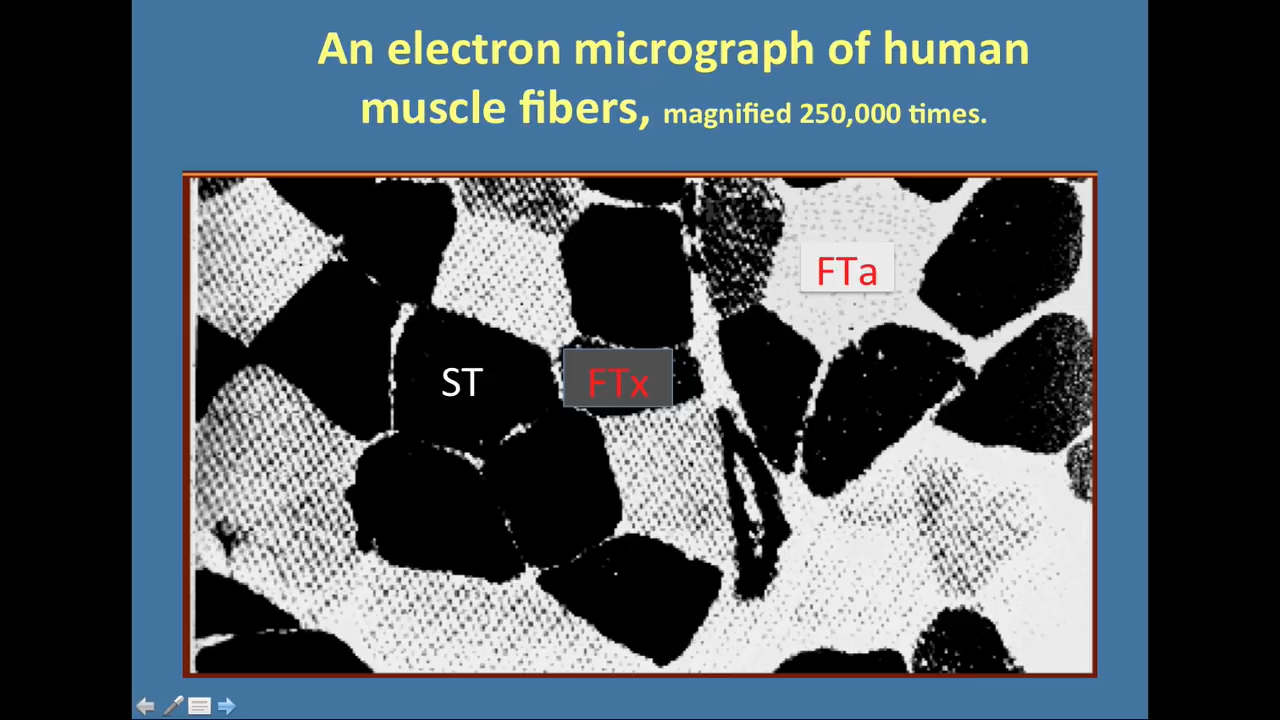 An electron micrograph of human
muscle fibers, magnified 250,000 times.
FTa
ST
FTx